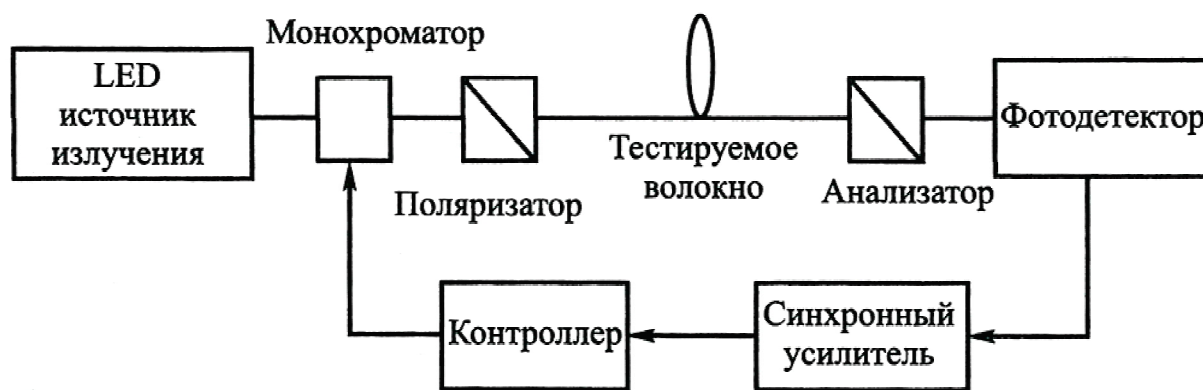 Монохроматор
LED
источник
излучения
Поляризатор
Тестируемое
волокно
Анализатор
Фотодетектор
Контроллер
Синхронный
усилитель